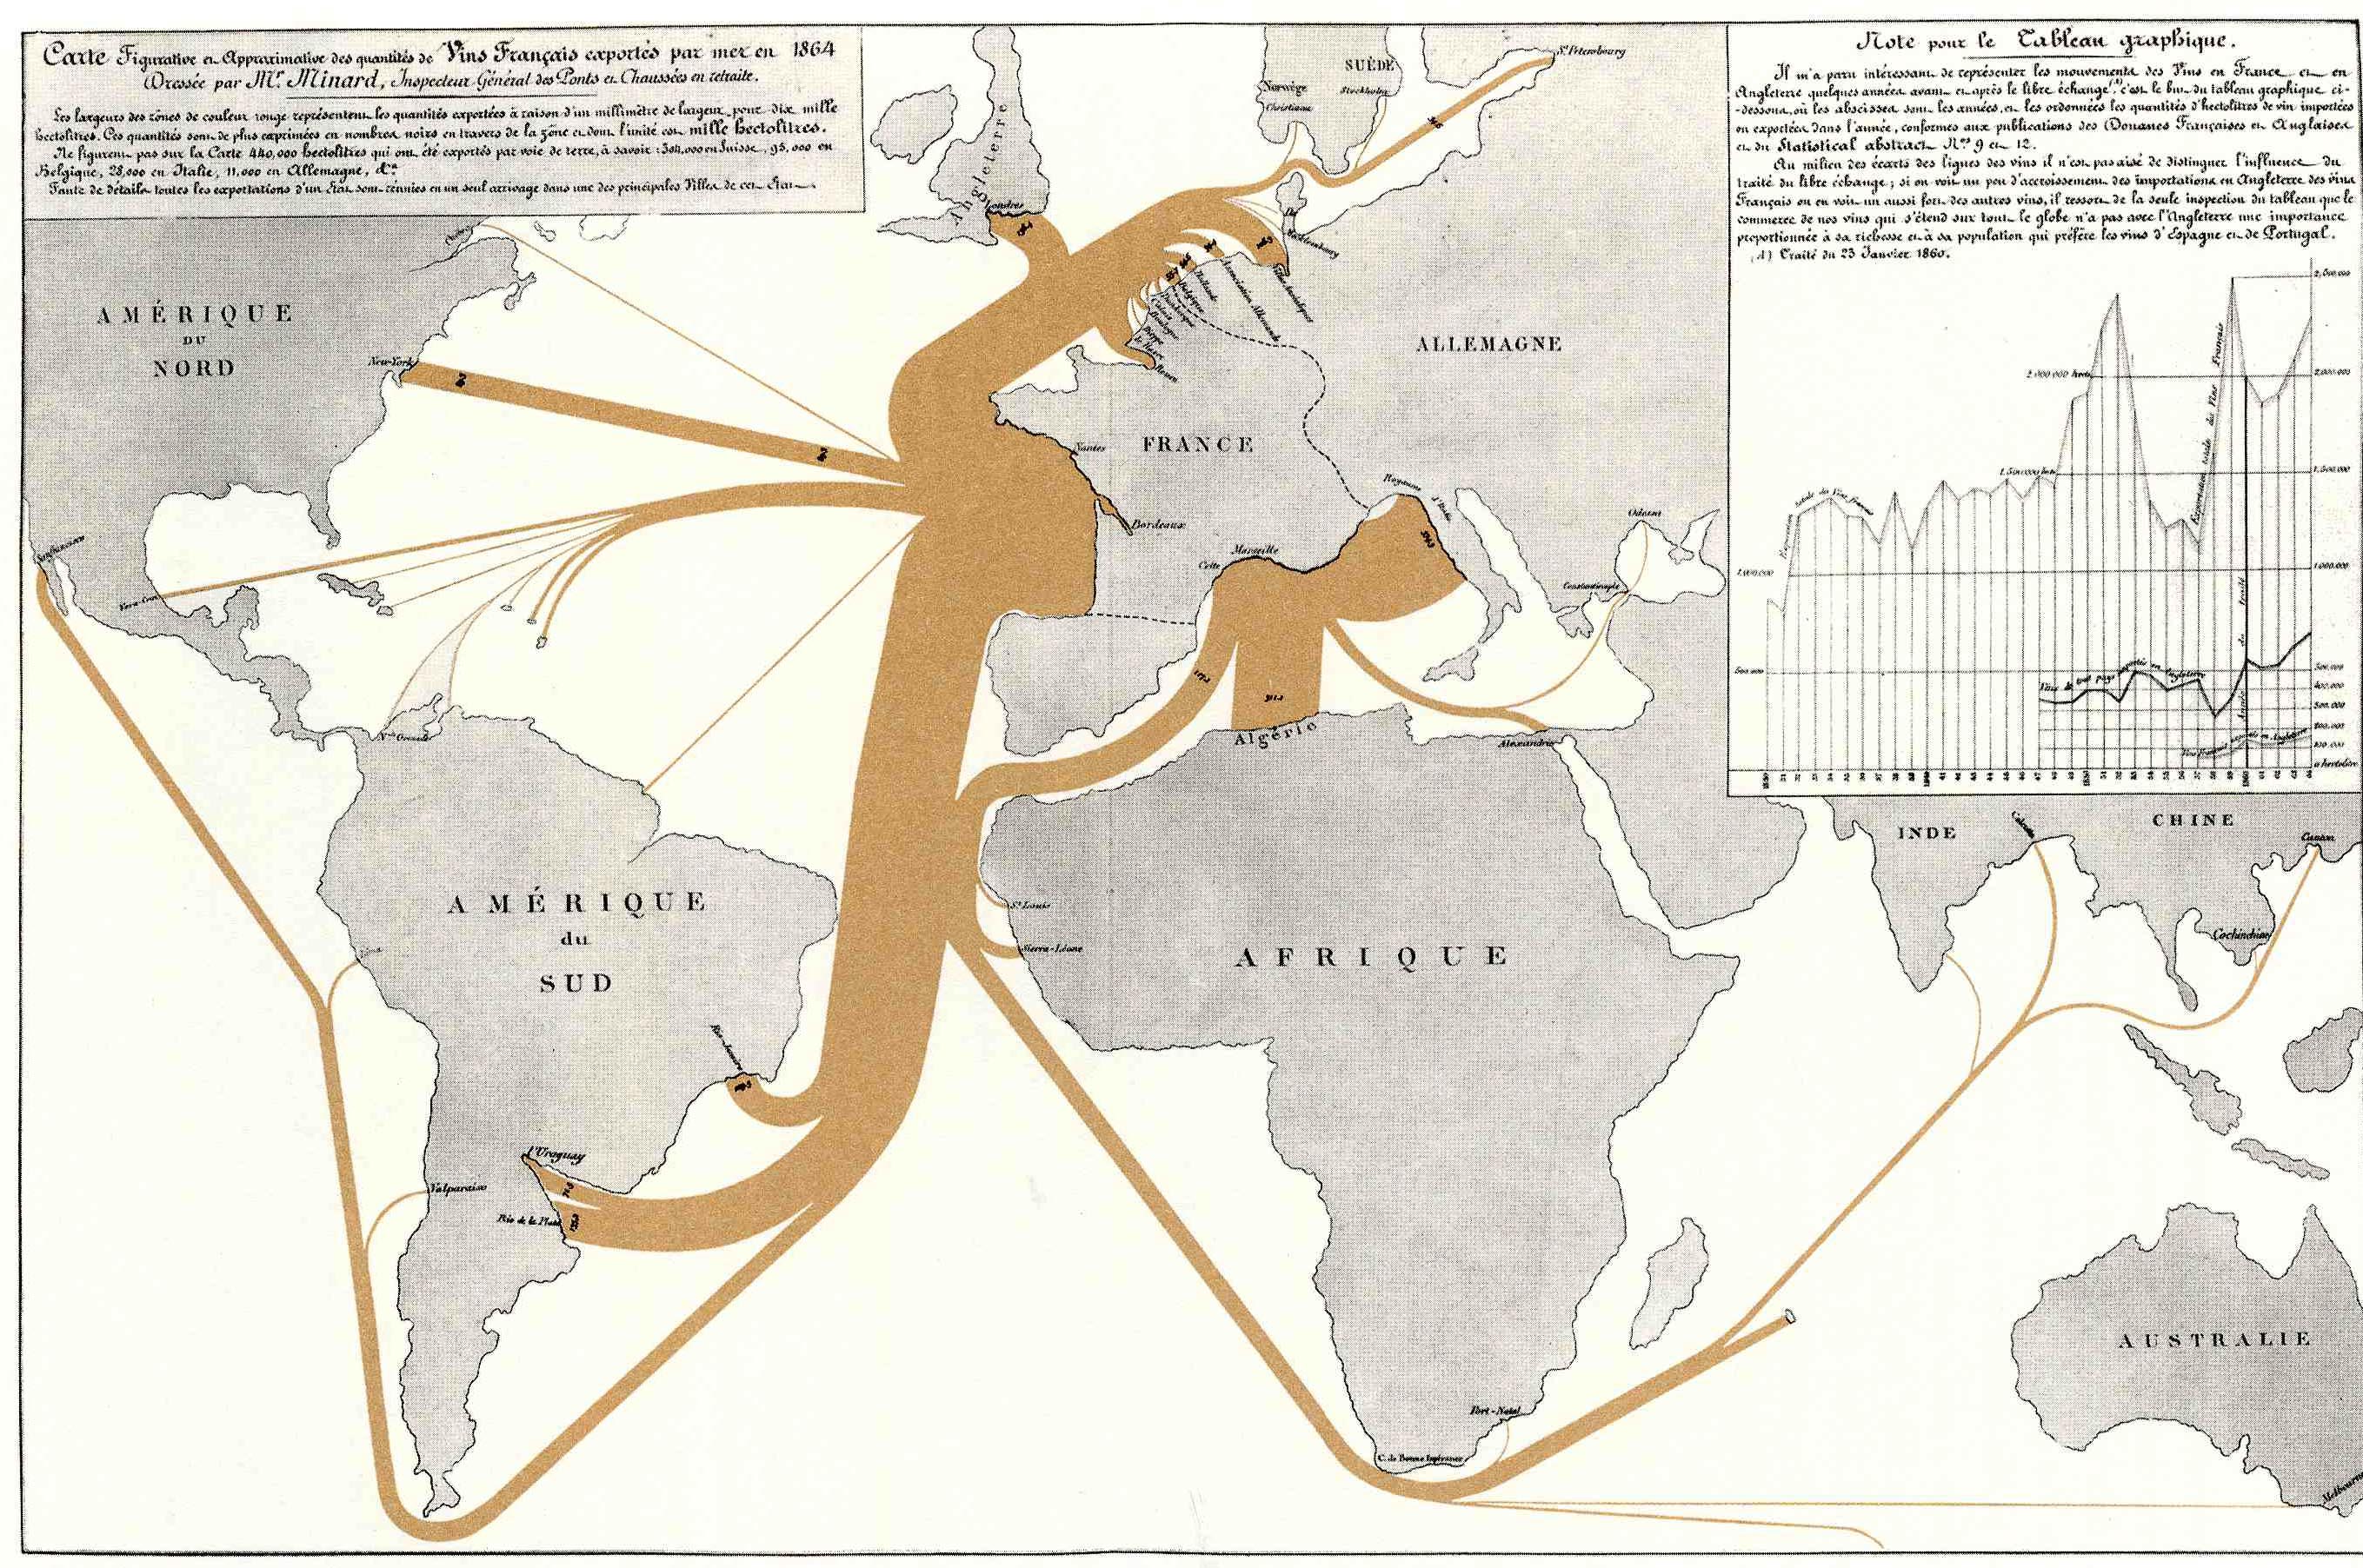 Carte Figurative et Approximative des quantités de Vins Français exportés par mer en 1864
Dressée par Mr. Minard, Inspecteur Général des Ponts et Chaussées en retraite.
Les largeurs des zônes de couleur rouge représentent les quantités exportées à raison d'un millimètre de largeur pour dix mille
hectolitres. Ces quantités sont de plus exprimées en nombres noirs en travers de la zône et dont l'unité est mille hectolitres.
Ne figurent pas sur la Carte 440,000 hectolitres qui ont été exportés par voie de terre, à savoir : 304,000 en Suisse, 95,000 en
Belgique, 28,000 en Italie, 11,000 en Allemagne, &a
Faute de détails toutes les exportations d'un État sont réunies en un seul arrivage dans une des principales Villes de cet État.
Note pour le Tableau graphique.
Il m'a paru intéressant de représenter les mouvements des Vins en France et en
Angleterre quelques années avant et après le libre échange(1), c'est le but du tableau graphique ci-
-dessous, où les abscisses sont les années et les ordonnées les quantités d'hectolitres de vin importées
ou exportées dans l'année, conformes aux publications des Douanes Françaises et Anglaises
et du Statistical abstract Nos 9 et 12.
Au milieu des écarts des lignes des vins il n'est pas aisé de distinguer l'influence du
traité du libre échange ; si on voit un peu d'accroissement des importations en Angleterre des vins
Français on en voit un aussi fort des autres vins, il ressort de la seule inspection du tableau que le
commerce de nos vins qui s'étend sur tout le globe n'a pas avec l'Angleterre une importance
proportionnée à sa richesse et à sa population qui préfère les vins d'Espagne et de Portugal.
(1) Traité du 23 Janvier 1860.
2,000,000 hect.
1,500,000 hect.
1,000,000
500,000
2,500,000
2,000,000
1,500,000
1,000,000
500,000
400,000
300,000
200,000
100,000
0 hectolitre
Exportation totale des Vins Français
Exportation totale des Vins Français
Vins de tout pays importés en Angleterre
Vins Français importés en Angleterre
Année du traité
St. Petersbourg
SUÈDE
Norwège
Stockholm
Christiana
Angleterre
Londres
Mecklembourg
Villes Anséatiques
Association Allemande
Hollande
Belgique
Dunkerque
Calais
Boulogne
Dieppe
le Havre
Rouen
ALLEMAGNE
FRANCE
Nantes
Bordeaux
Cette
Marseille
Royaume d'Italie
Odessa
Constantinople
Alexandrie
Algérie
AMÉRIQUE
DU
NORD
New-York
Sanfrancisco
Vera-Cruz
Nlle Grenade
AMÉRIQUE
du
SUD
Lima
Rio-Janeiro
l'Uruguay
Valparaiso
Rio de la Plata
AFRIQUE
St. Louis
Sierra-Léone
Port-Natal
C. de Bonne Espérance
INDE
Calcutta
CHINE
Canton
Cochinchine
AUSTRALIE
Melbourne